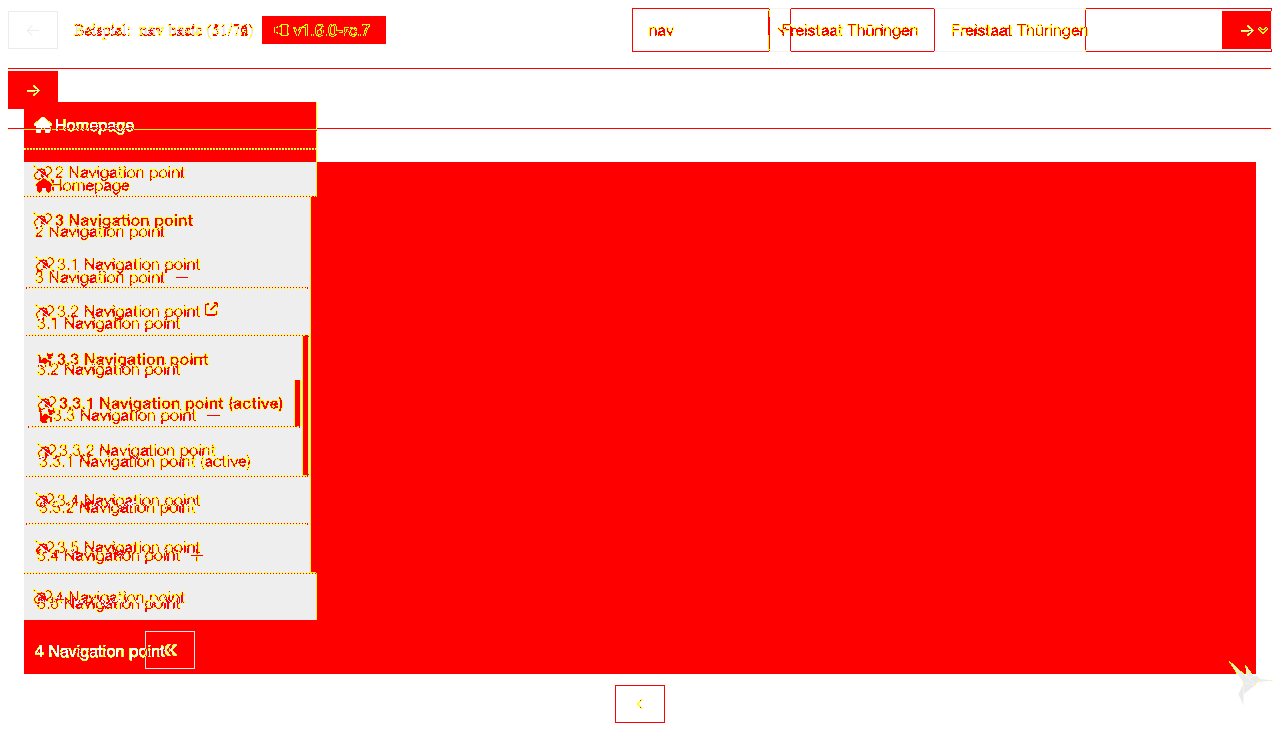 Beispiel: nav basic (51/76) v1.6.0-rc.7 nav Freistaat Thüringen Freistaat Thüringen
Homepage
2 Navigation point
Homepage
3 Navigation point
2 Navigation point
3.1 Navigation point
3 Navigation point
3.2 Navigation point
3.1 Navigation point
3.3 Navigation point
3.2 Navigation point
3.3.1 Navigation point (active)
3.3 Navigation point
3.3.2 Navigation point
3.3.1 Navigation point (active)
3.4 Navigation point
3.3.2 Navigation point
3.5 Navigation point
3.4 Navigation point
4 Navigation point
3.5 Navigation point
4 Navigation point